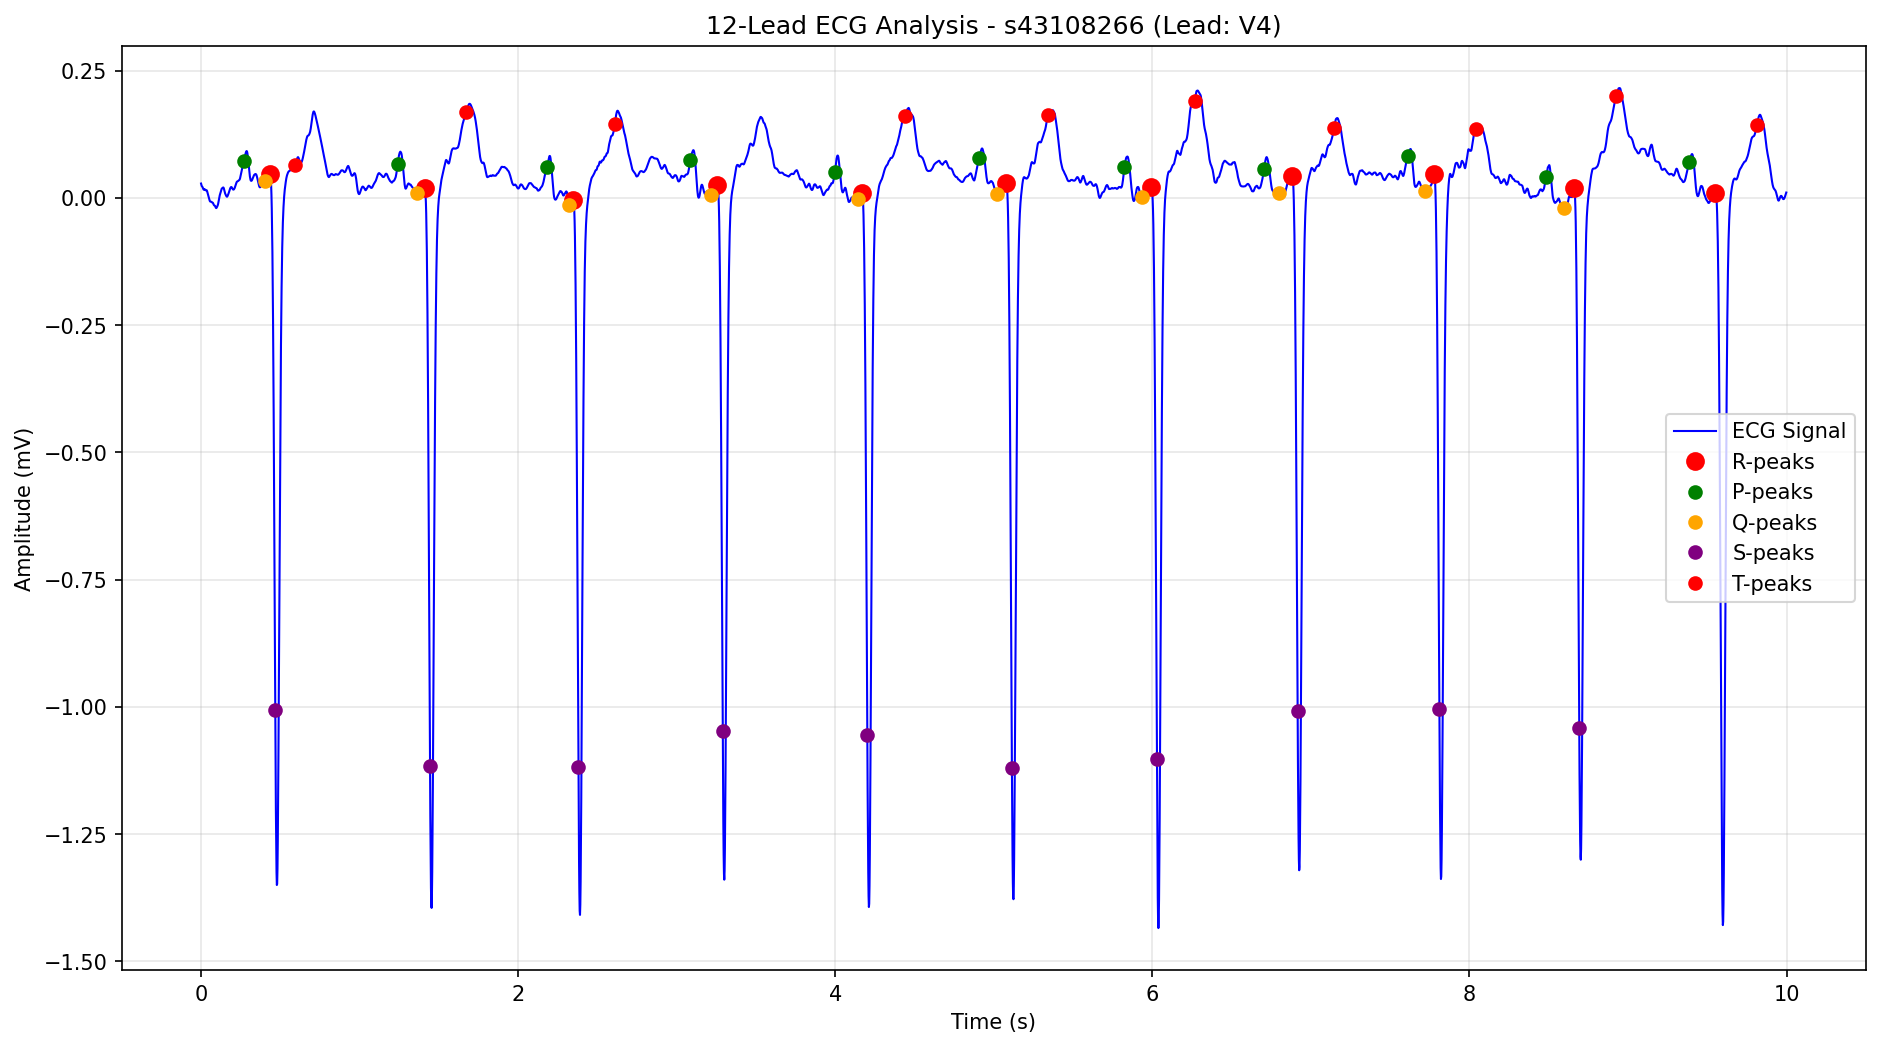 12-Lead ECG Analysis - s43108266 (Lead: V4)
0.25
0.00
−0.25
−0.50
−0.75
−1.00
−1.25
−1.50
Amplitude (mV)
ECG Signal
R-peaks
P-peaks
Q-peaks
S-peaks
T-peaks
0 2 4 6 8 10
Time (s)